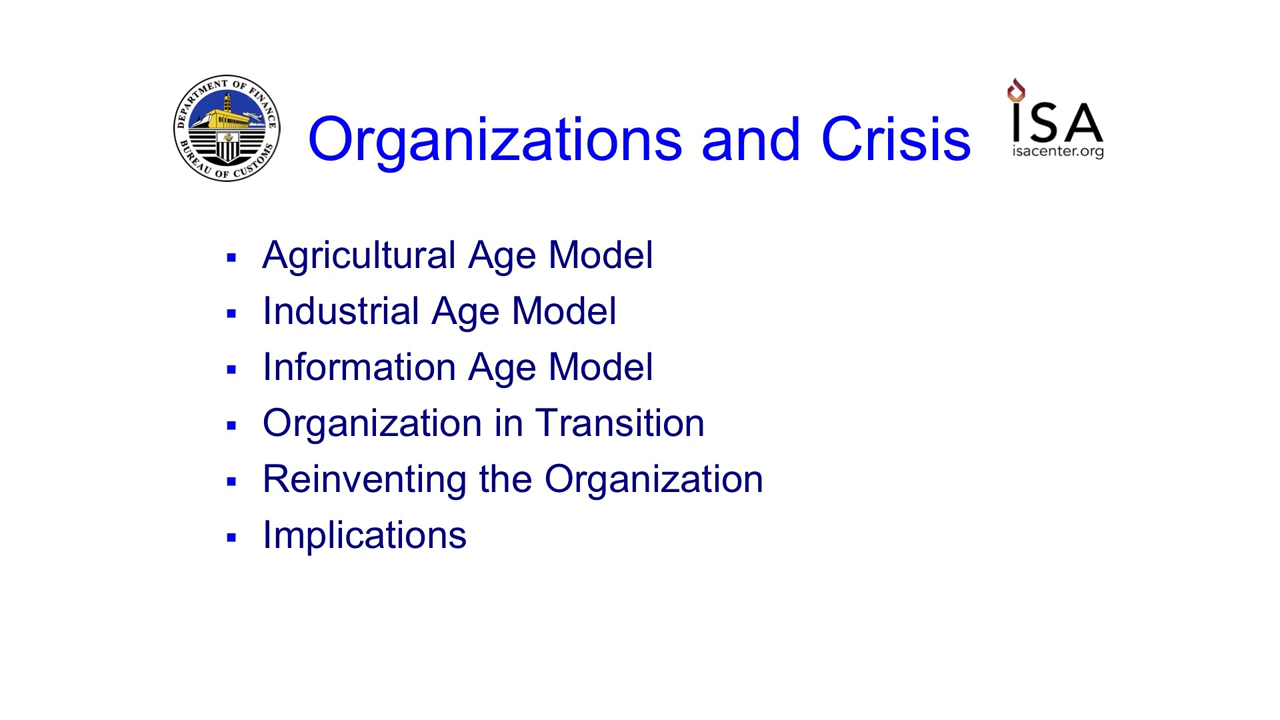 DEPARTMENT OF FINANCE
BUREAU OF CUSTOMS
Organizations and Crisis
iSA
isacenter.org
▪ Agricultural Age Model
▪ Industrial Age Model
▪ Information Age Model
▪ Organization in Transition
▪ Reinventing the Organization
▪ Implications